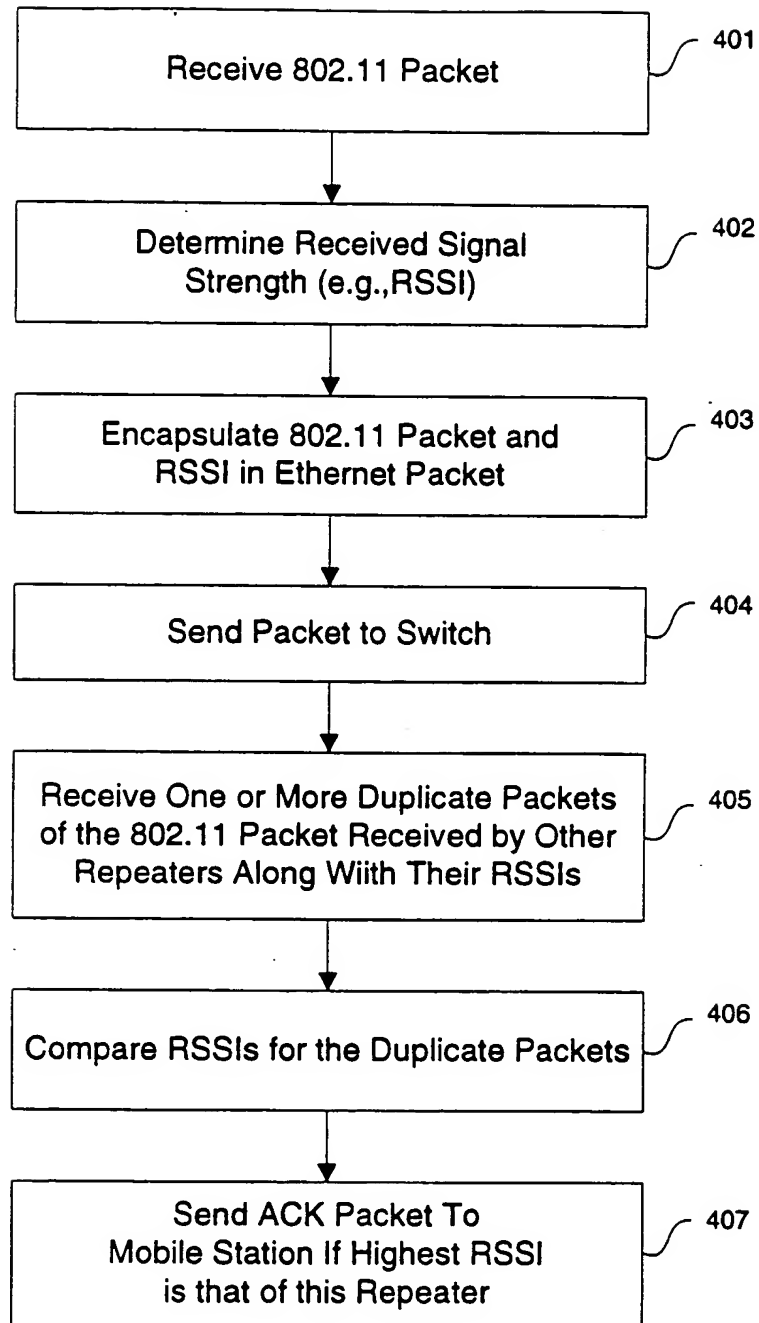 Receive 802.11 Packet
401
Determine Received Signal
Strength (e.g.,RSSI)
402
Encapsulate 802.11 Packet and
RSSI in Ethernet Packet
403
Send Packet to Switch
404
Receive One or More Duplicate Packets
of the 802.11 Packet Received by Other
Repeaters Along Wiith Their RSSIs
405
Compare RSSIs for the Duplicate Packets
406
Send ACK Packet To
Mobile Station If Highest RSSI
is that of this Repeater
407